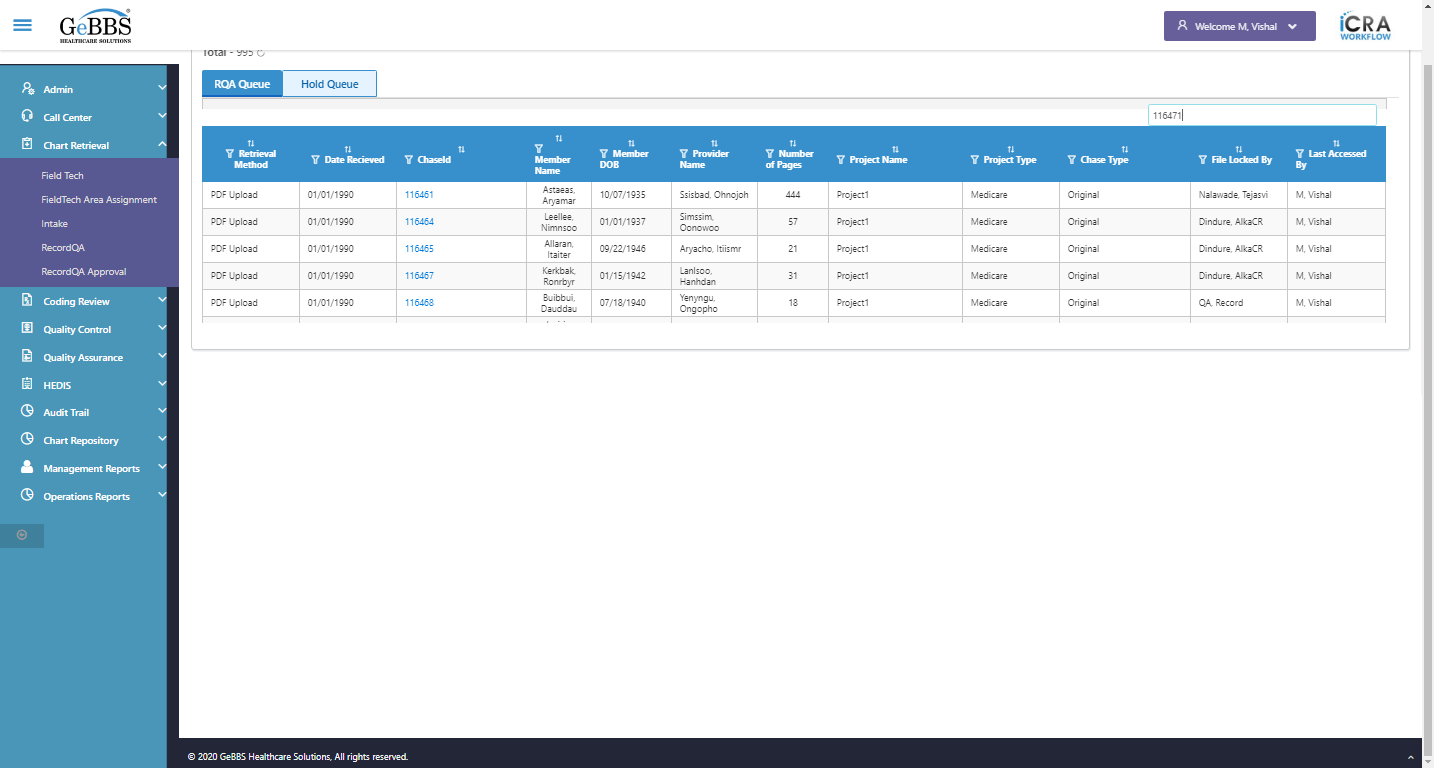 GeBBS
HEALTHCARE SOLUTIONS
Welcome M, Vishal
iCRA
WORKFLOW
Total - 995
RQA Queue
Hold Queue
116471
Admin
Call Center
Chart Retrieval
Field Tech
FieldTech Area Assignment
Intake
RecordQA
RecordQA Approval
Coding Review
Quality Control
Quality Assurance
HEDIS
Audit Trail
Chart Repository
Management Reports
Operations Reports
Retrieval Method Date Recieved ChaseId Member Name Member DOB Provider Name Number of Pages Project Name Project Type Chase Type File Locked By Last Accessed By
PDF Upload 01/01/1990 116461 Astaeas, Aryamar 10/07/1935 Ssisbad, Ohnojoh 444 Project1 Medicare Original Nalawade, Tejasvi M, Vishal
PDF Upload 01/01/1990 116464 Leellee, Nimnsoo 01/01/1937 Simssim, Oonowoo 57 Project1 Medicare Original Dindure, AlkaCR M, Vishal
PDF Upload 01/01/1990 116465 Allaran, Itaiter 09/22/1946 Aryacho, Itiismr 21 Project1 Medicare Original Dindure, AlkaCR M, Vishal
PDF Upload 01/01/1990 116467 Kerkbak, Ronrbyr 01/15/1942 Lanlsoo, Hanhdan 31 Project1 Medicare Original Dindure, AlkaCR M, Vishal
PDF Upload 01/01/1990 116468 Buibbui, Dauddau 07/18/1940 Yenyngu, Ongopho 18 Project1 Medicare Original QA, Record M, Vishal
© 2020 GeBBS Healthcare Solutions, All rights reserved.